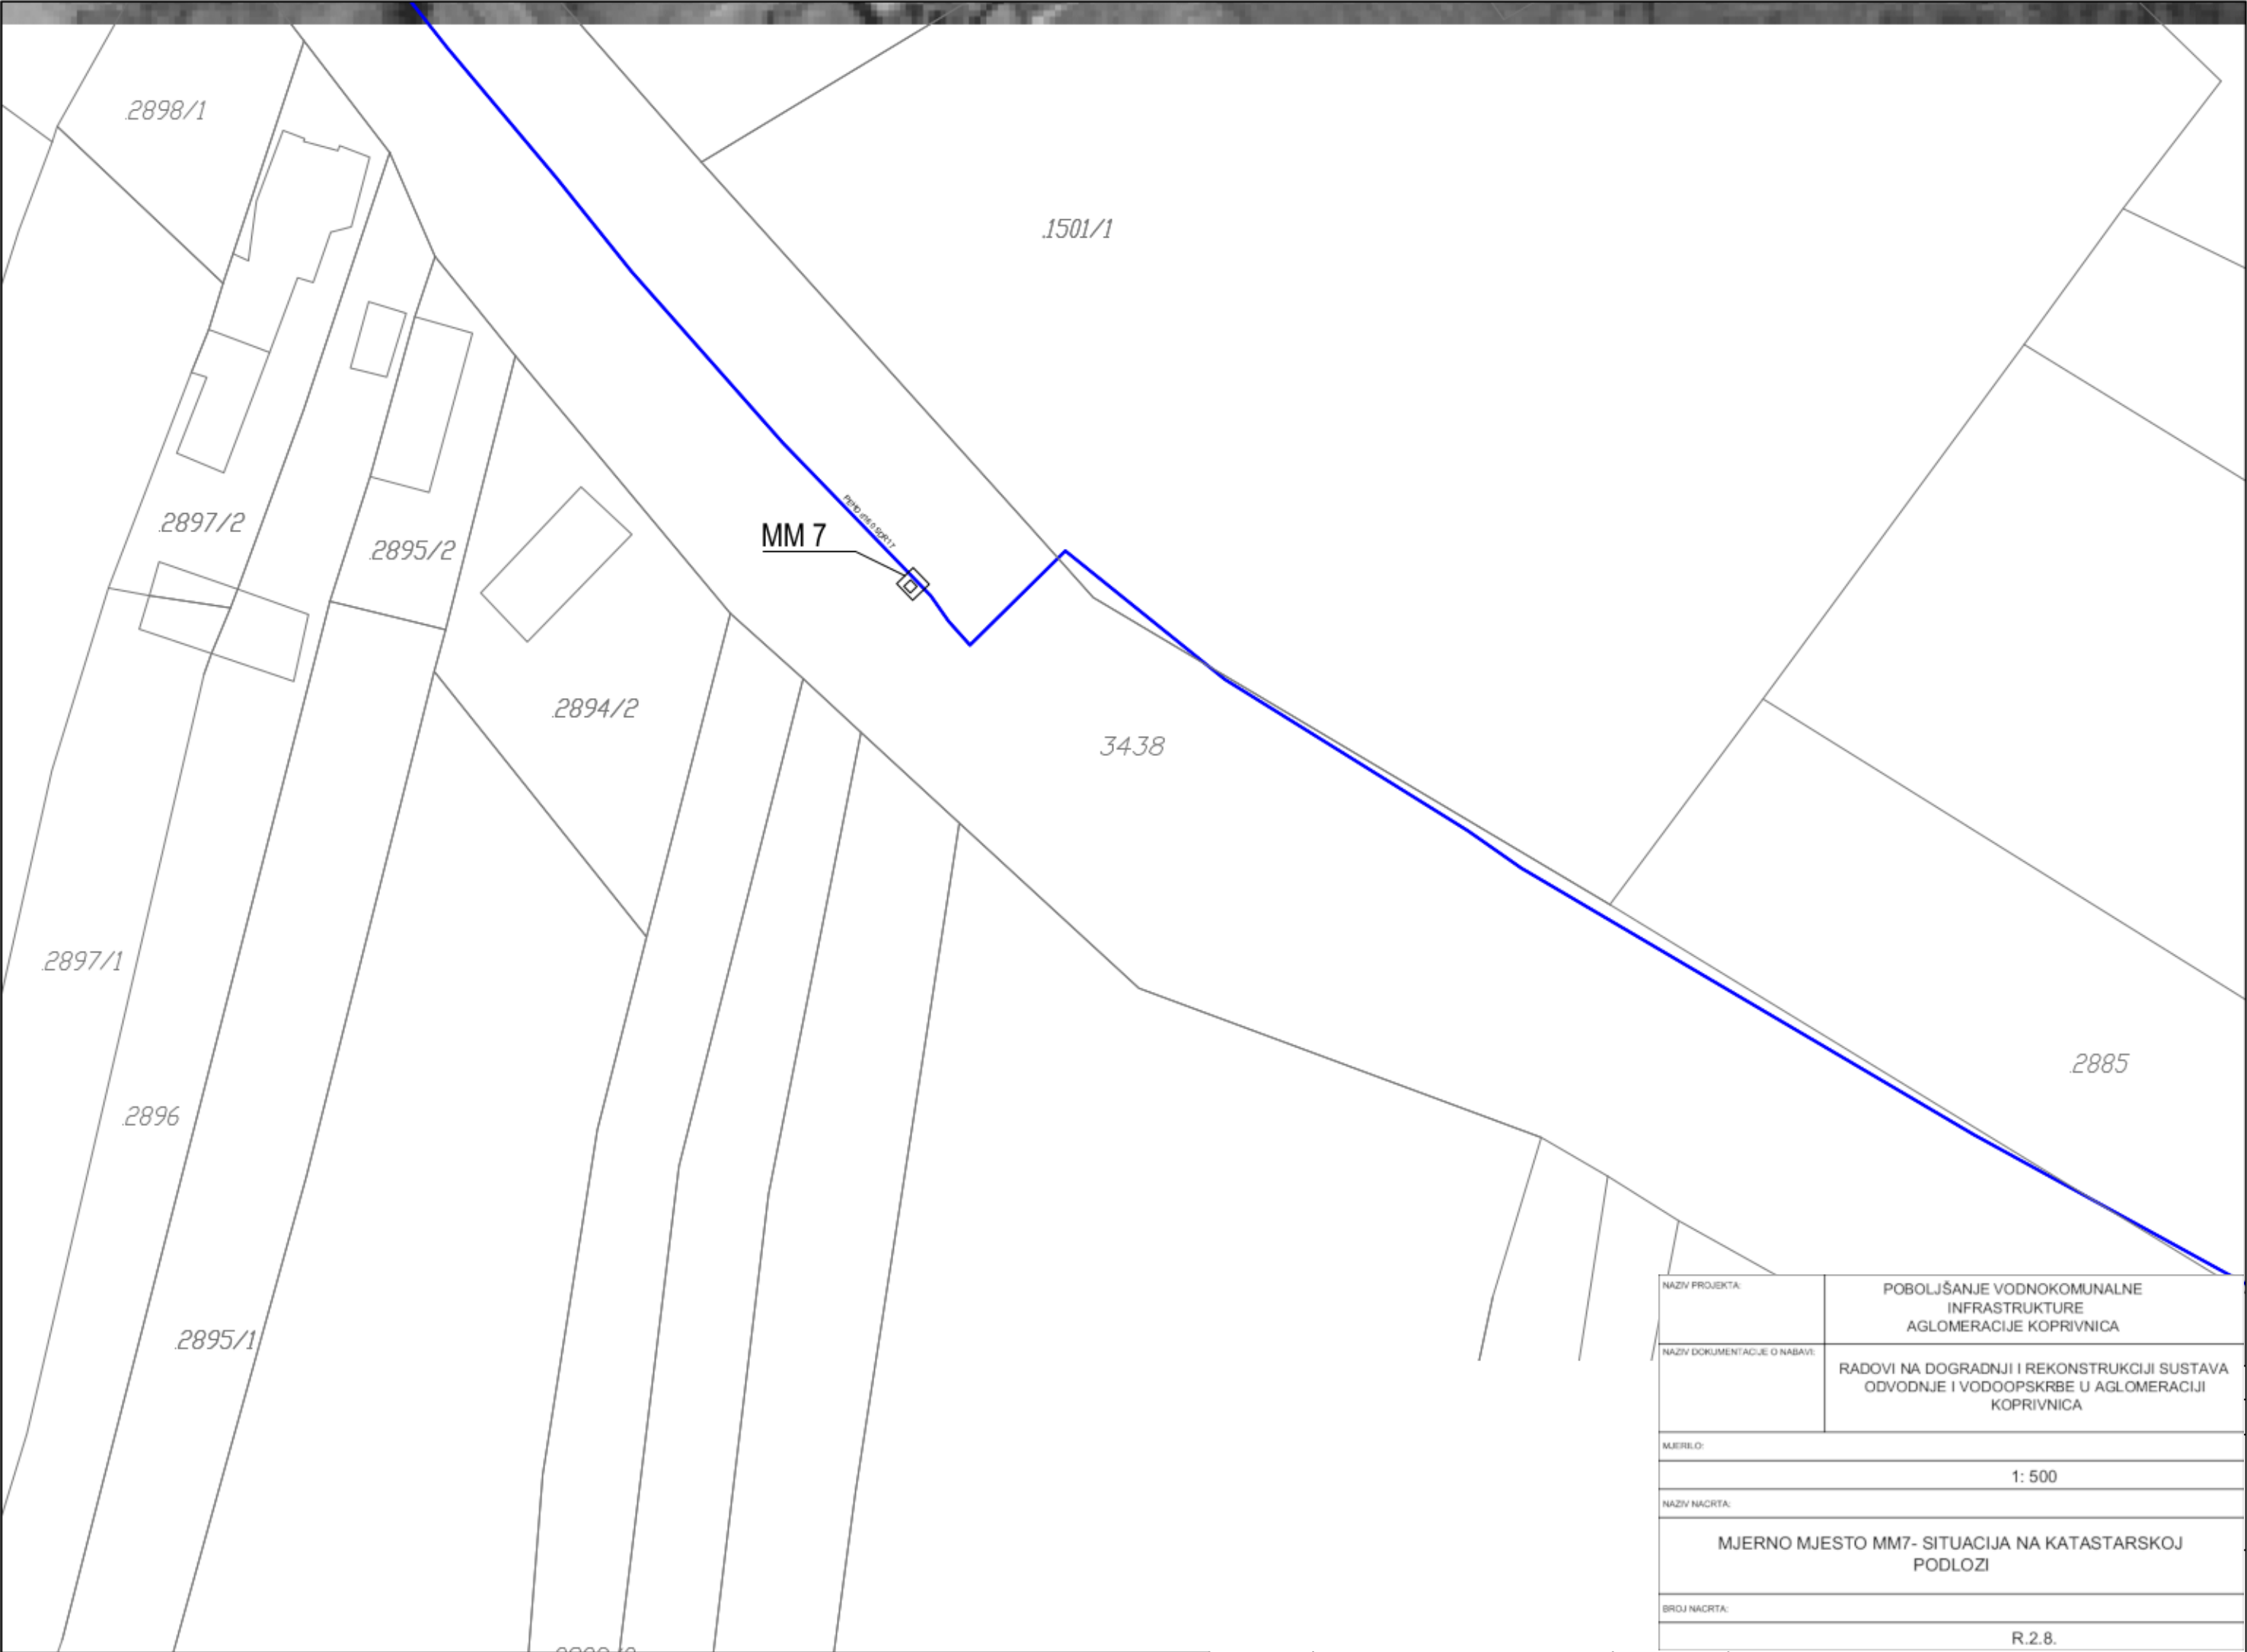 .2898/1
.1501/1
.2897/2
.2895/2
MM 7
.2894/2
3438
.2897/1
.2885
.2896
.2895/1
NAZIV PROJEKTA:
POBOLJŠANJE VODNOKOMUNALNE
INFRASTRUKTURE
AGLOMERACIJE KOPRIVNICA
NAZIV DOKUMENTACIJE O NABAVI:
RADOVI NA DOGRADNJI I REKONSTRUKCIJI SUSTAVA
ODVODNJE I VODOOPSKRBE U AGLOMERACIJI
KOPRIVNICA
MJERILO:
1: 500
NAZIV NACRTA:
MJERNO MJESTO MM7- SITUACIJA NA KATASTARSKOJ
PODLOZI
BROJ NACRTA:
R.2.8.